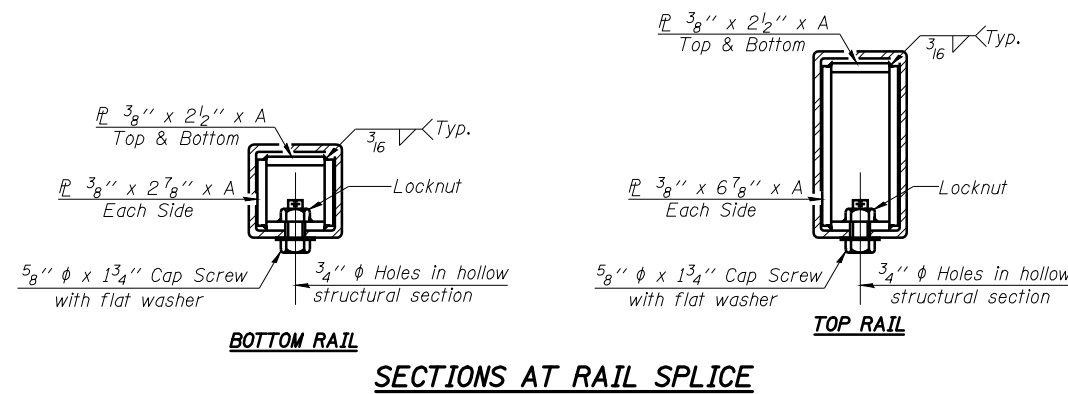 ℄ 3/8" x 2 1/2" x A
Top & Bottom
3/16
Typ.
℄ 3/8" x 2 7/8" x A
Each Side
Locknut
5/8" ϕ x 1 3/4" Cap Screw
with flat washer
3/4" ϕ Holes in hollow
structural section
BOTTOM RAIL
℄ 3/8" x 2 1/2" x A
Top & Bottom
3/16
Typ.
℄ 3/8" x 6 7/8" x A
Each Side
Locknut
5/8" ϕ x 1 3/4" Cap Screw
with flat washer
3/4" ϕ Holes in hollow
structural section
TOP RAIL
SECTIONS AT RAIL SPLICE